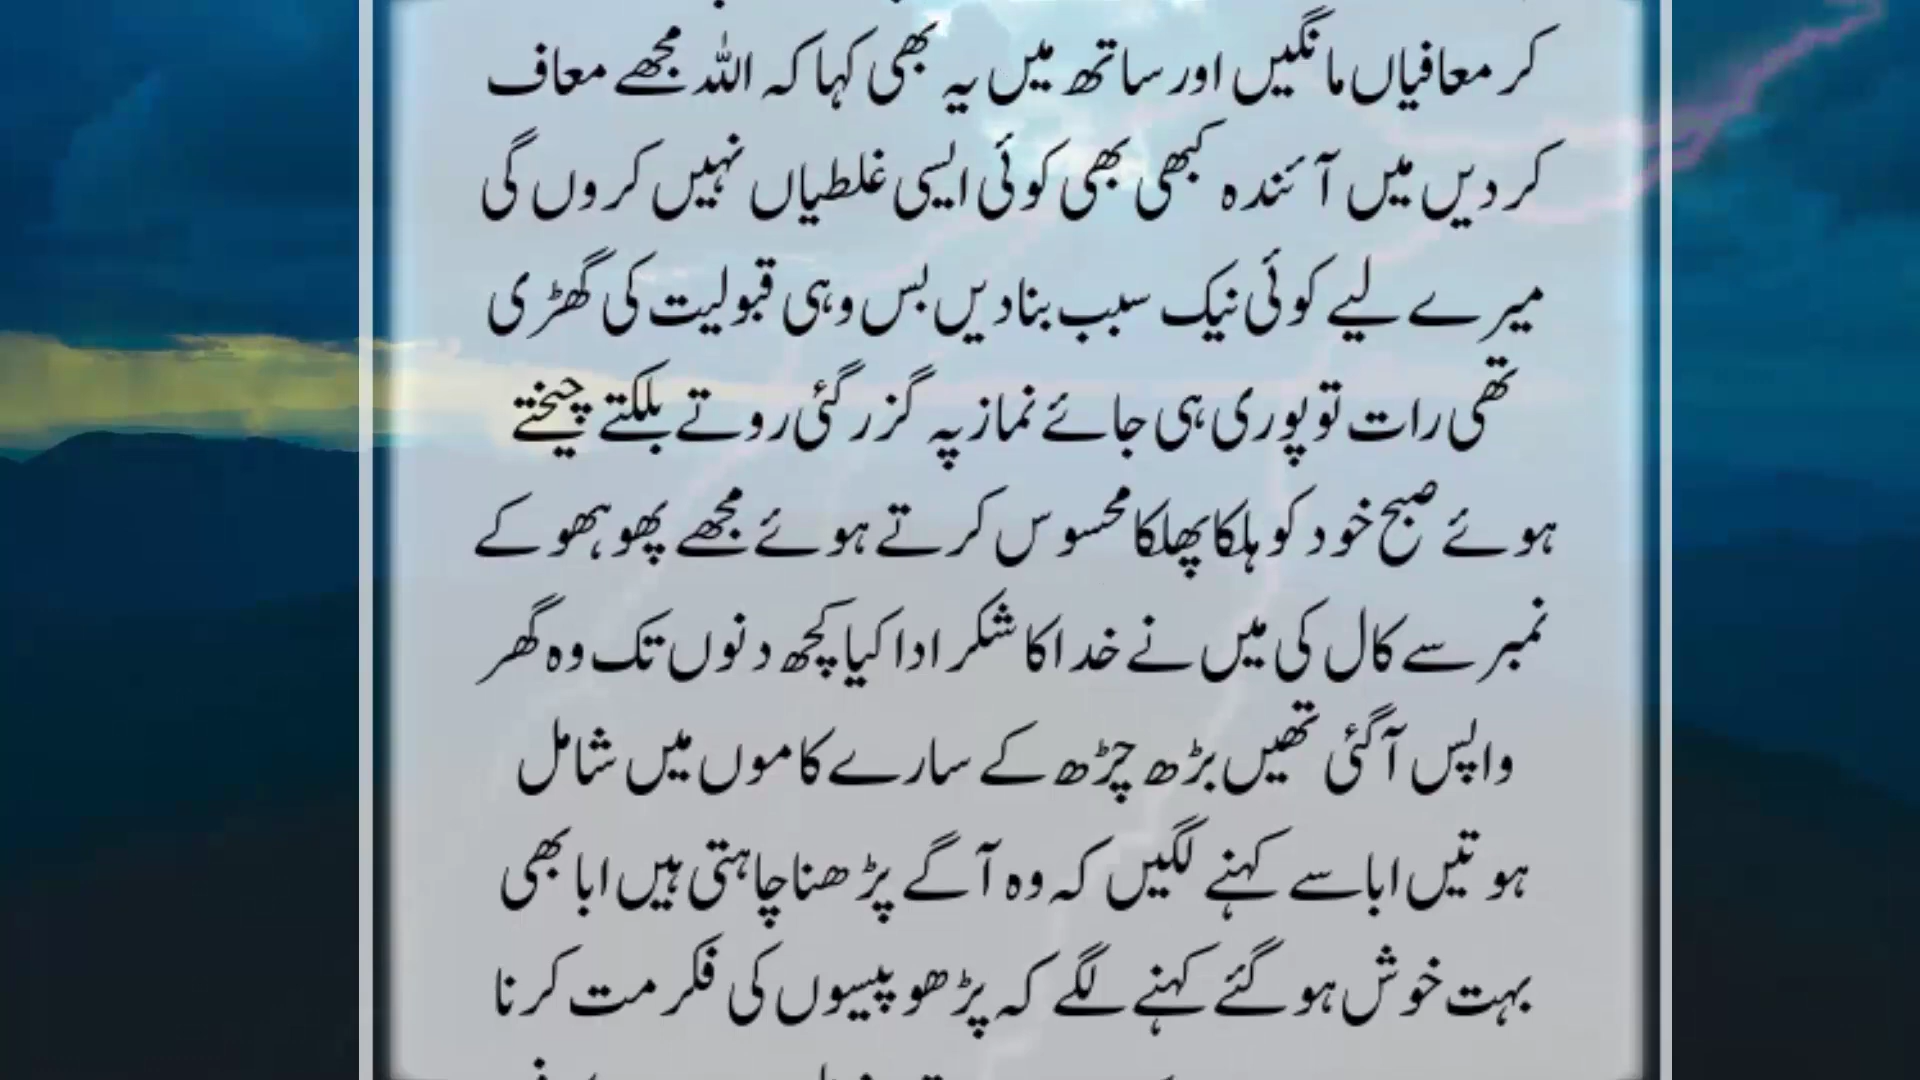 کر معافیاں مانگیں اور ساتھ میں یہ بھی کہا کہ اللہ مجھے معاف
کر دیں میں آئندہ کبھی بھی کوئی ایسی غلطیاں نہیں کروں گی
میرے لیے کوئی نیک سبب بنا دیں بس وہی قبولیت کی گھڑی
تھی رات تو پوری ہی جائے نماز پہ گزر گئی روتے بلکتے چیختے
ہوئے صبح خود کو ہلکا پھلکا محسوس کرتے ہوئے مجھے پھوپھو کے
نمبر سے کال کی میں نے خدا کا شکر ادا کیا کچھ دنوں تک وہ گھر
واپس آگئی تھیں بڑھ چڑھ کے سارے کاموں میں شامل
ہوتیں ابا سے کہنے لگیں کہ وہ آگے پڑھنا چاہتی ہیں ابا بھی
بہت خوش ہو گئے کہنے لگے کہ پڑھو پیسوں کی فکر مت کرنا